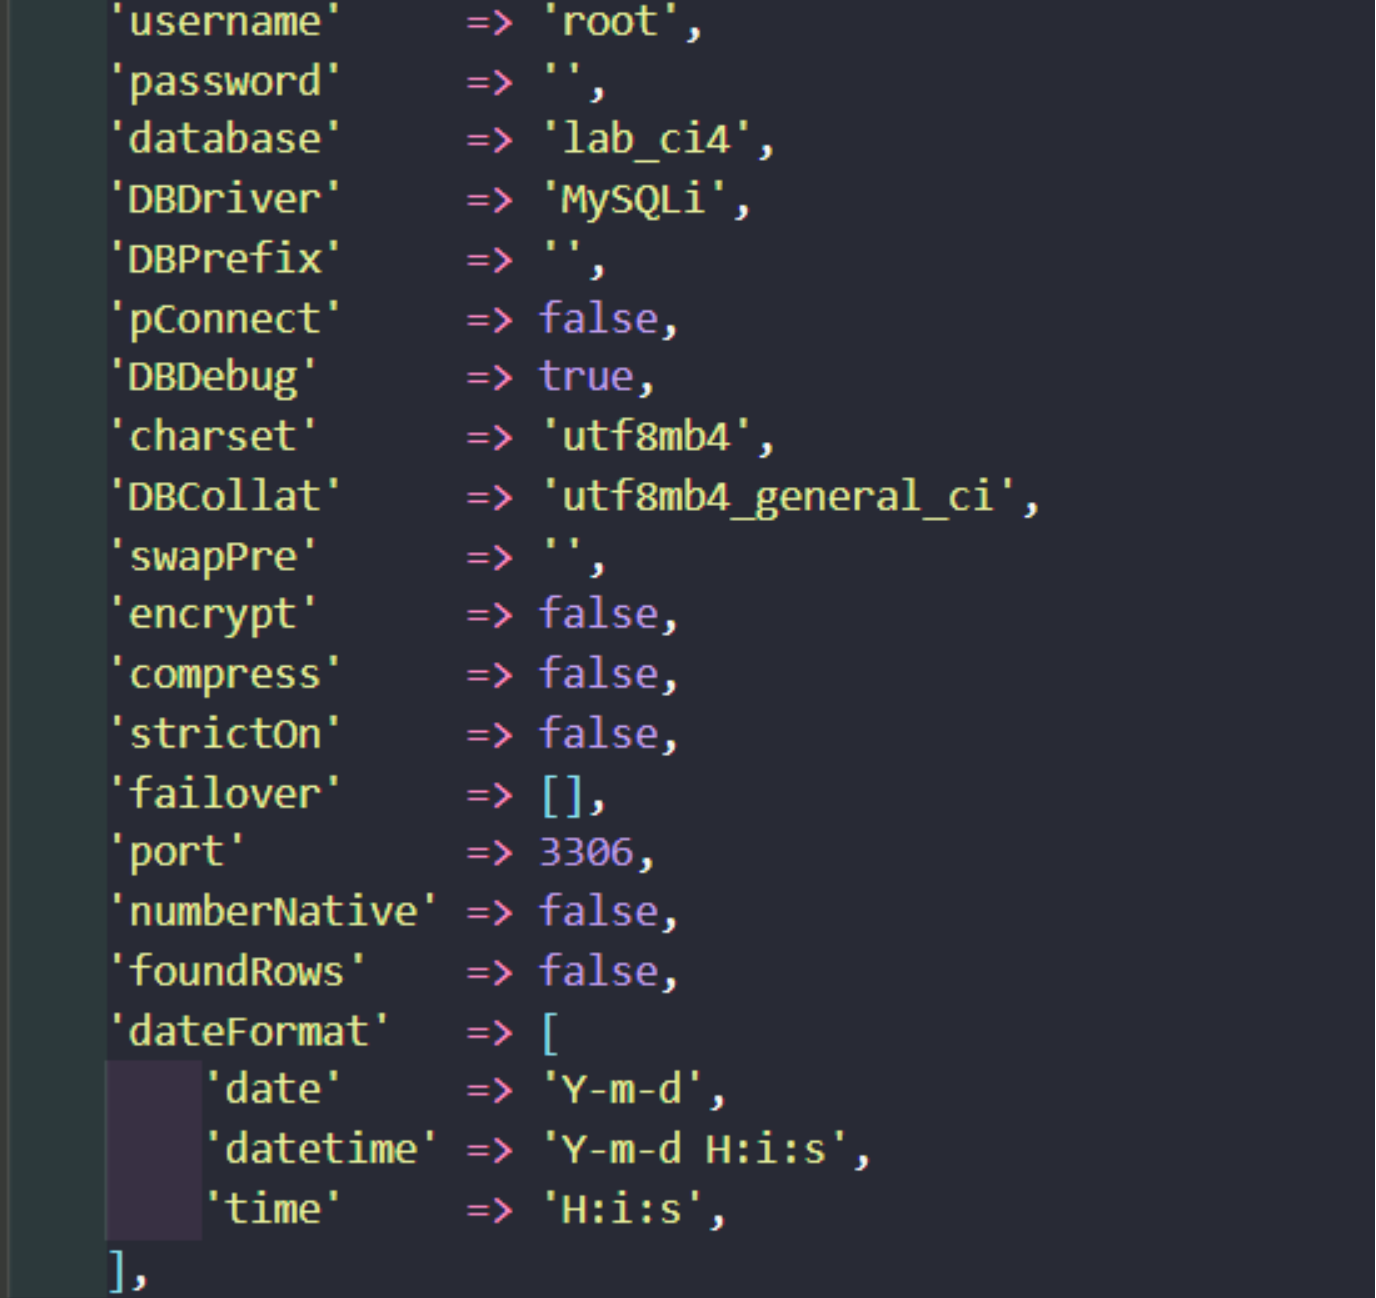 'username'     => 'root',
'password'     => '',
'database'     => 'lab_ci4',
'DBDriver'     => 'MySQLi',
'DBPrefix'     => '',
'pConnect'     => false,
'DBDebug'      => true,
'charset'      => 'utf8mb4',
'DBCollat'     => 'utf8mb4_general_ci',
'swapPre'      => '',
'encrypt'      => false,
'compress'     => false,
'strictOn'     => false,
'failover'     => [],
'port'         => 3306,
'numberNative' => false,
'foundRows'    => false,
'dateFormat'   => [
    'date'     => 'Y-m-d',
    'datetime' => 'Y-m-d H:i:s',
    'time'     => 'H:i:s',
],